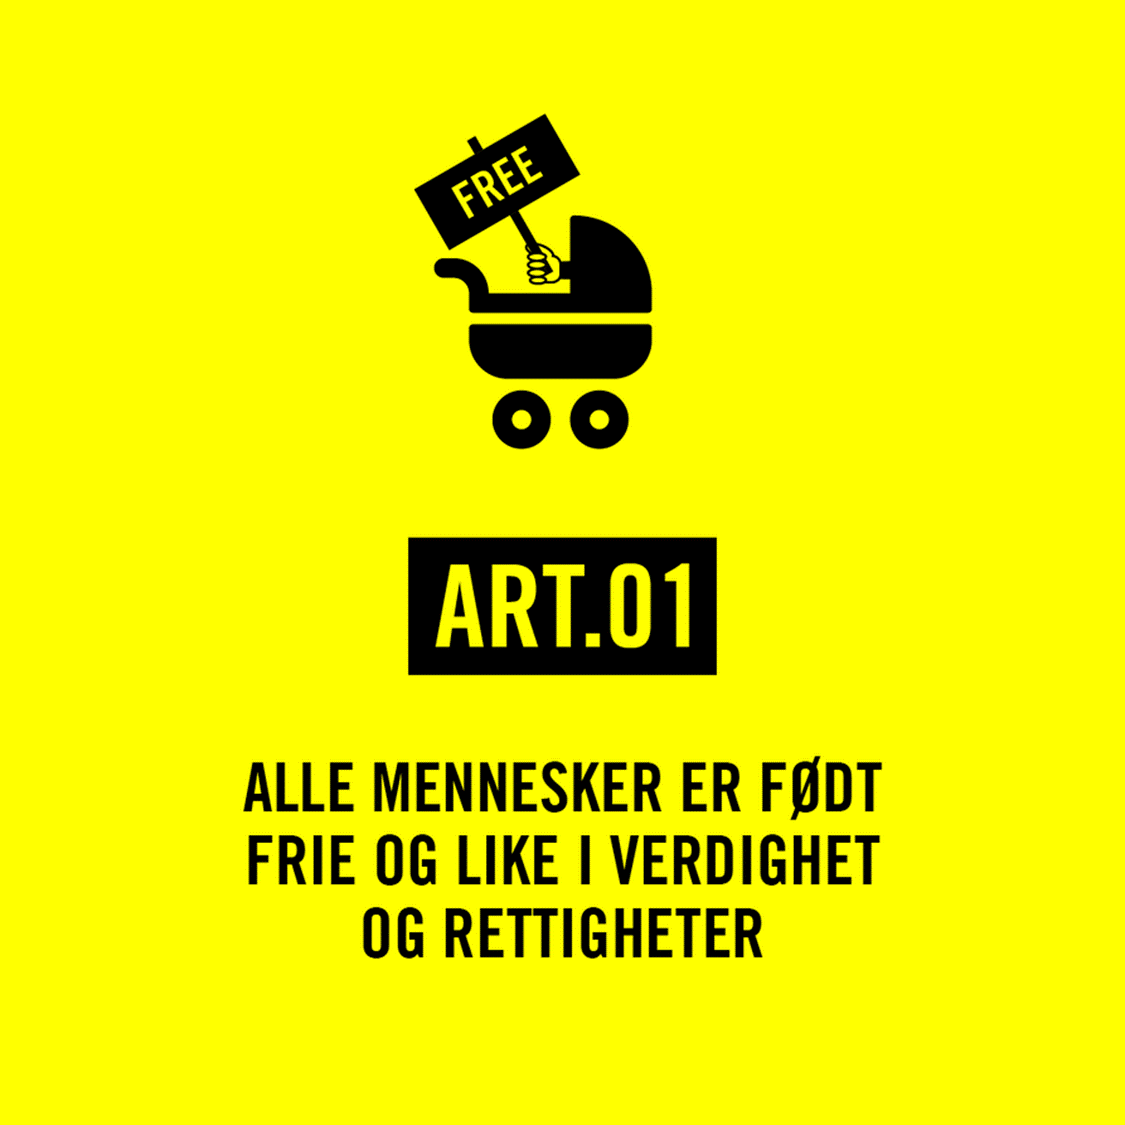 FREE
ART.01
ALLE MENNESKER ER FØDT
FRIE OG LIKE I VERDIGHET
OG RETTIGHETER